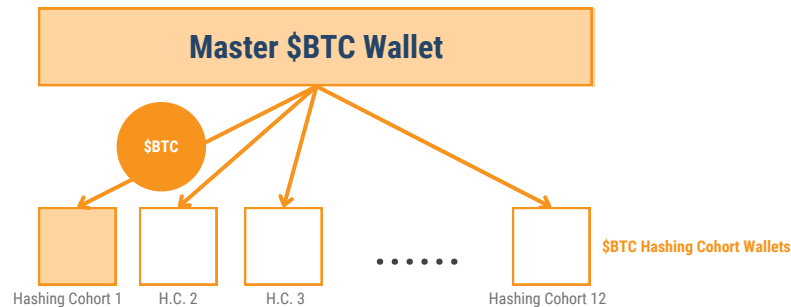 Master $BTC Wallet
$BTC
$BTC Hashing Cohort Wallets
Hashing Cohort 1
H.C. 2
H.C. 3
Hashing Cohort 12